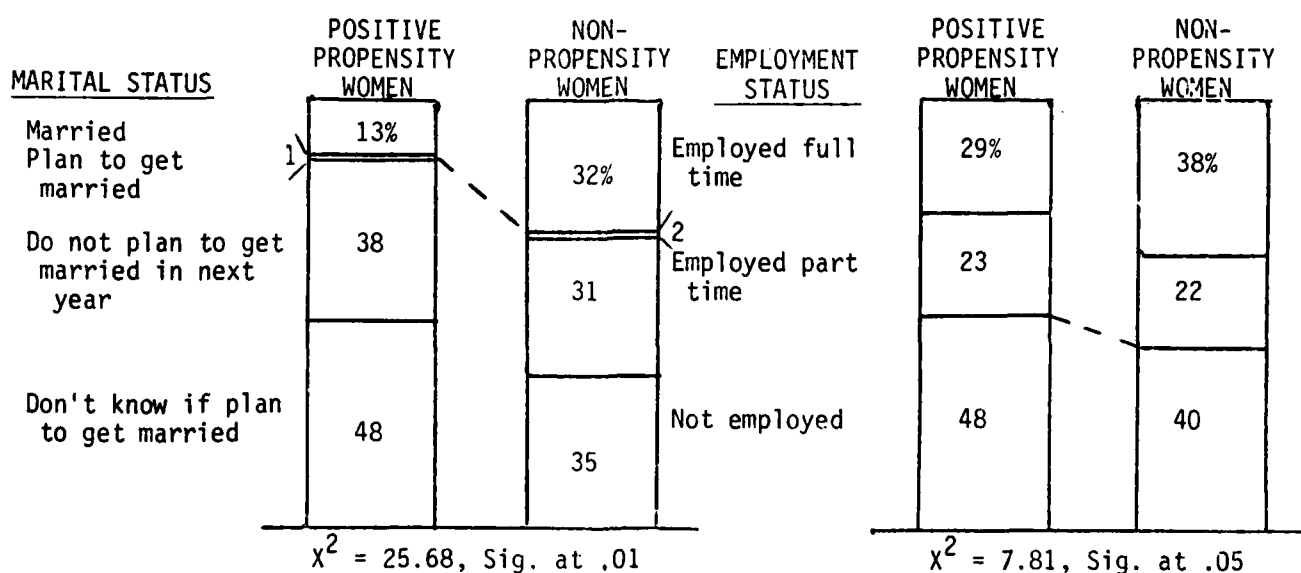 POSITIVE
PROPENSITY
WOMEN
NON-
PROPENSITY
WOMEN
MARITAL STATUS
Married
Plan to get
married
Do not plan to get
married in next
year
Don't know if plan
to get married
13%
1
38
48
32%
2
31
35
X² = 25.68, Sig. at .01
EMPLOYMENT
STATUS
POSITIVE
PROPENSITY
WOMEN
NON-
PROPENSITY
WOMEN
Employed full
time
Employed part
time
Not employed
29%
23
48
38%
22
40
X² = 7.81, Sig. at .05